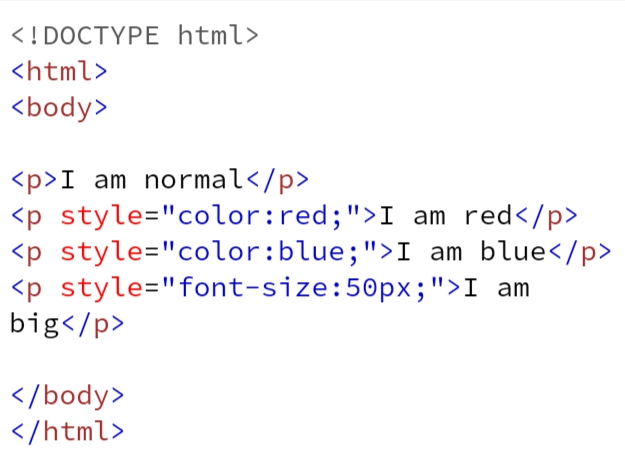 <!DOCTYPE html>
<html>
<body>
<p>I am normal</p>
<p style="color:red;">I am red</p>
<p style="color:blue;">I am blue</p>
<p style="font-size:50px;">I am
big</p>
</body>
</html>